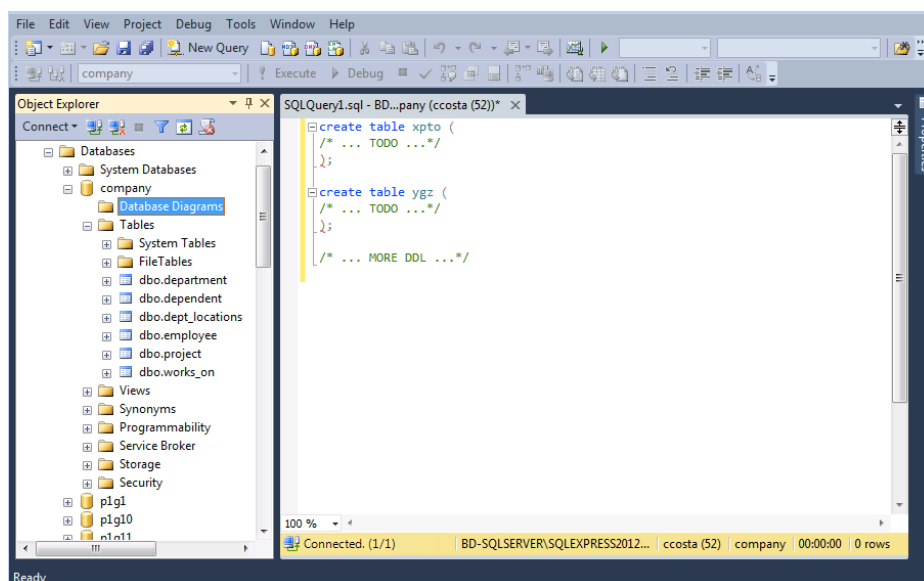 File Edit View Project Debug Tools Window Help
New Query
company Execute Debug
Object Explorer
Connect
Databases
System Databases
company
Database Diagrams
Tables
System Tables
FileTables
dbo.department
dbo.dependent
dbo.dept_locations
dbo.employee
dbo.project
dbo.works_on
Views
Synonyms
Programmability
Service Broker
Storage
Security
p1g1
p1g10
p1g11
SQLQuery1.sql - BD...pany (ccosta (52))*
create table xpto (
/* ... TODO ...*/
);
create table ygz (
/* ... TODO ...*/
);
/* ... MORE DDL ...*/
100 %
Connected. (1/1) BD-SQLSERVER\SQLEXPRESS2012... ccosta (52) company 00:00:00 0 rows
Properties
Ready